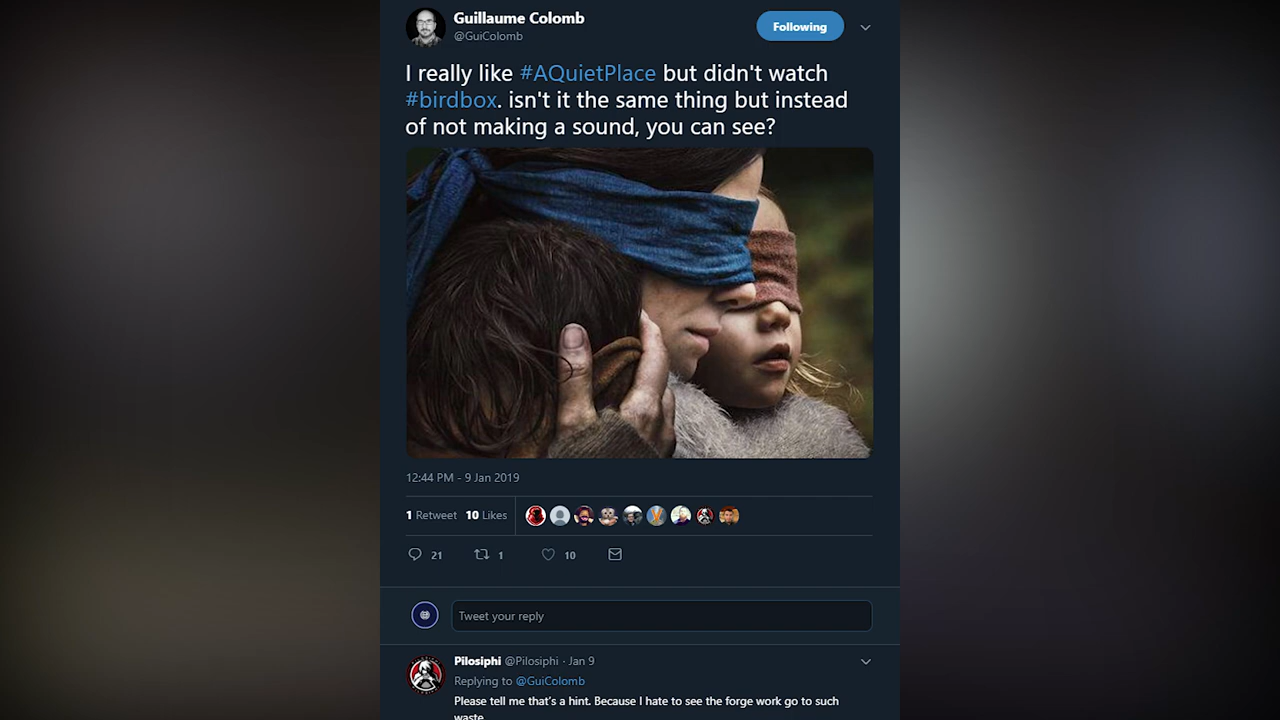 Guillaume Colomb
@GuiColomb
Following
I really like #AQuietPlace but didn't watch
#birdbox. isn't it the same thing but instead
of not making a sound, you can see?
12:44 PM - 9 Jan 2019
1 Retweet 10 Likes
21 1 10
Tweet your reply
Pilosiphi @Pilosiphi · Jan 9
Replying to @GuiColomb
Please tell me that's a hint. Because I hate to see the forge work go to such
waste